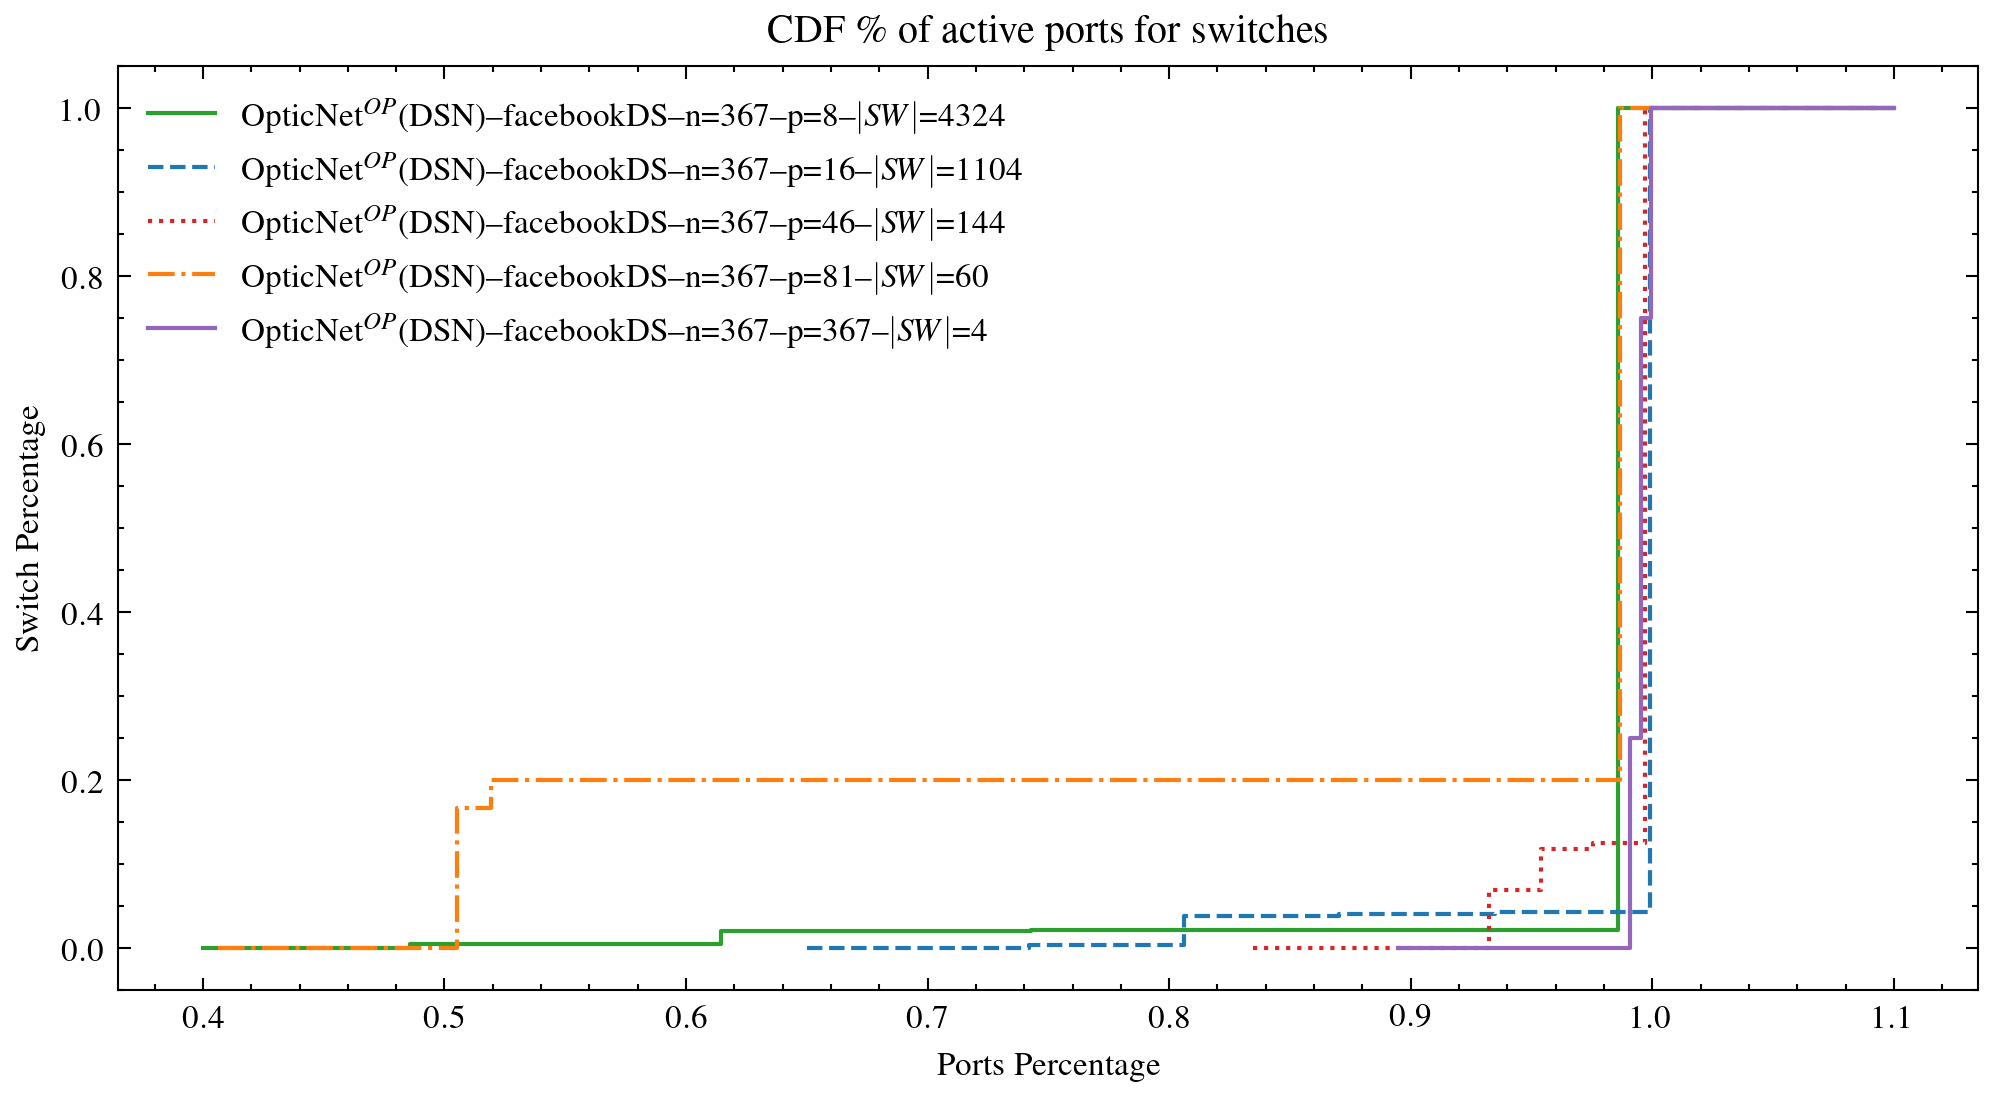 CDF % of active ports for switches
OpticNet^{OP}(DSN)–facebookDS–n=367–p=8–|SW|=4324
OpticNet^{OP}(DSN)–facebookDS–n=367–p=16–|SW|=1104
OpticNet^{OP}(DSN)–facebookDS–n=367–p=46–|SW|=144
OpticNet^{OP}(DSN)–facebookDS–n=367–p=81–|SW|=60
OpticNet^{OP}(DSN)–facebookDS–n=367–p=367–|SW|=4
Switch Percentage
1.0
0.8
0.6
0.4
0.2
0.0
0.4 0.5 0.6 0.7 0.8 0.9 1.0 1.1
Ports Percentage